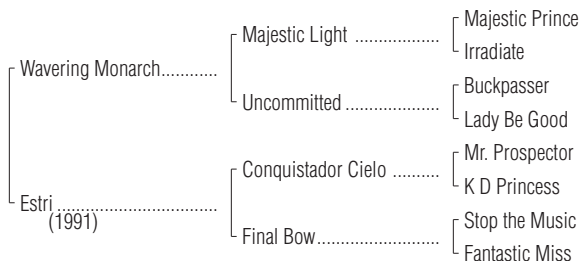 Majestic Prince
Majestic Light ..................
Irradiate
Wavering Monarch............
Buckpasser
Uncommitted ....................
Lady Be Good
Mr. Prospector
Conquistador Cielo ..........
K D Princess
Estri ..................................
(1991)
Stop the Music
Final Bow..........................
Fantastic Miss